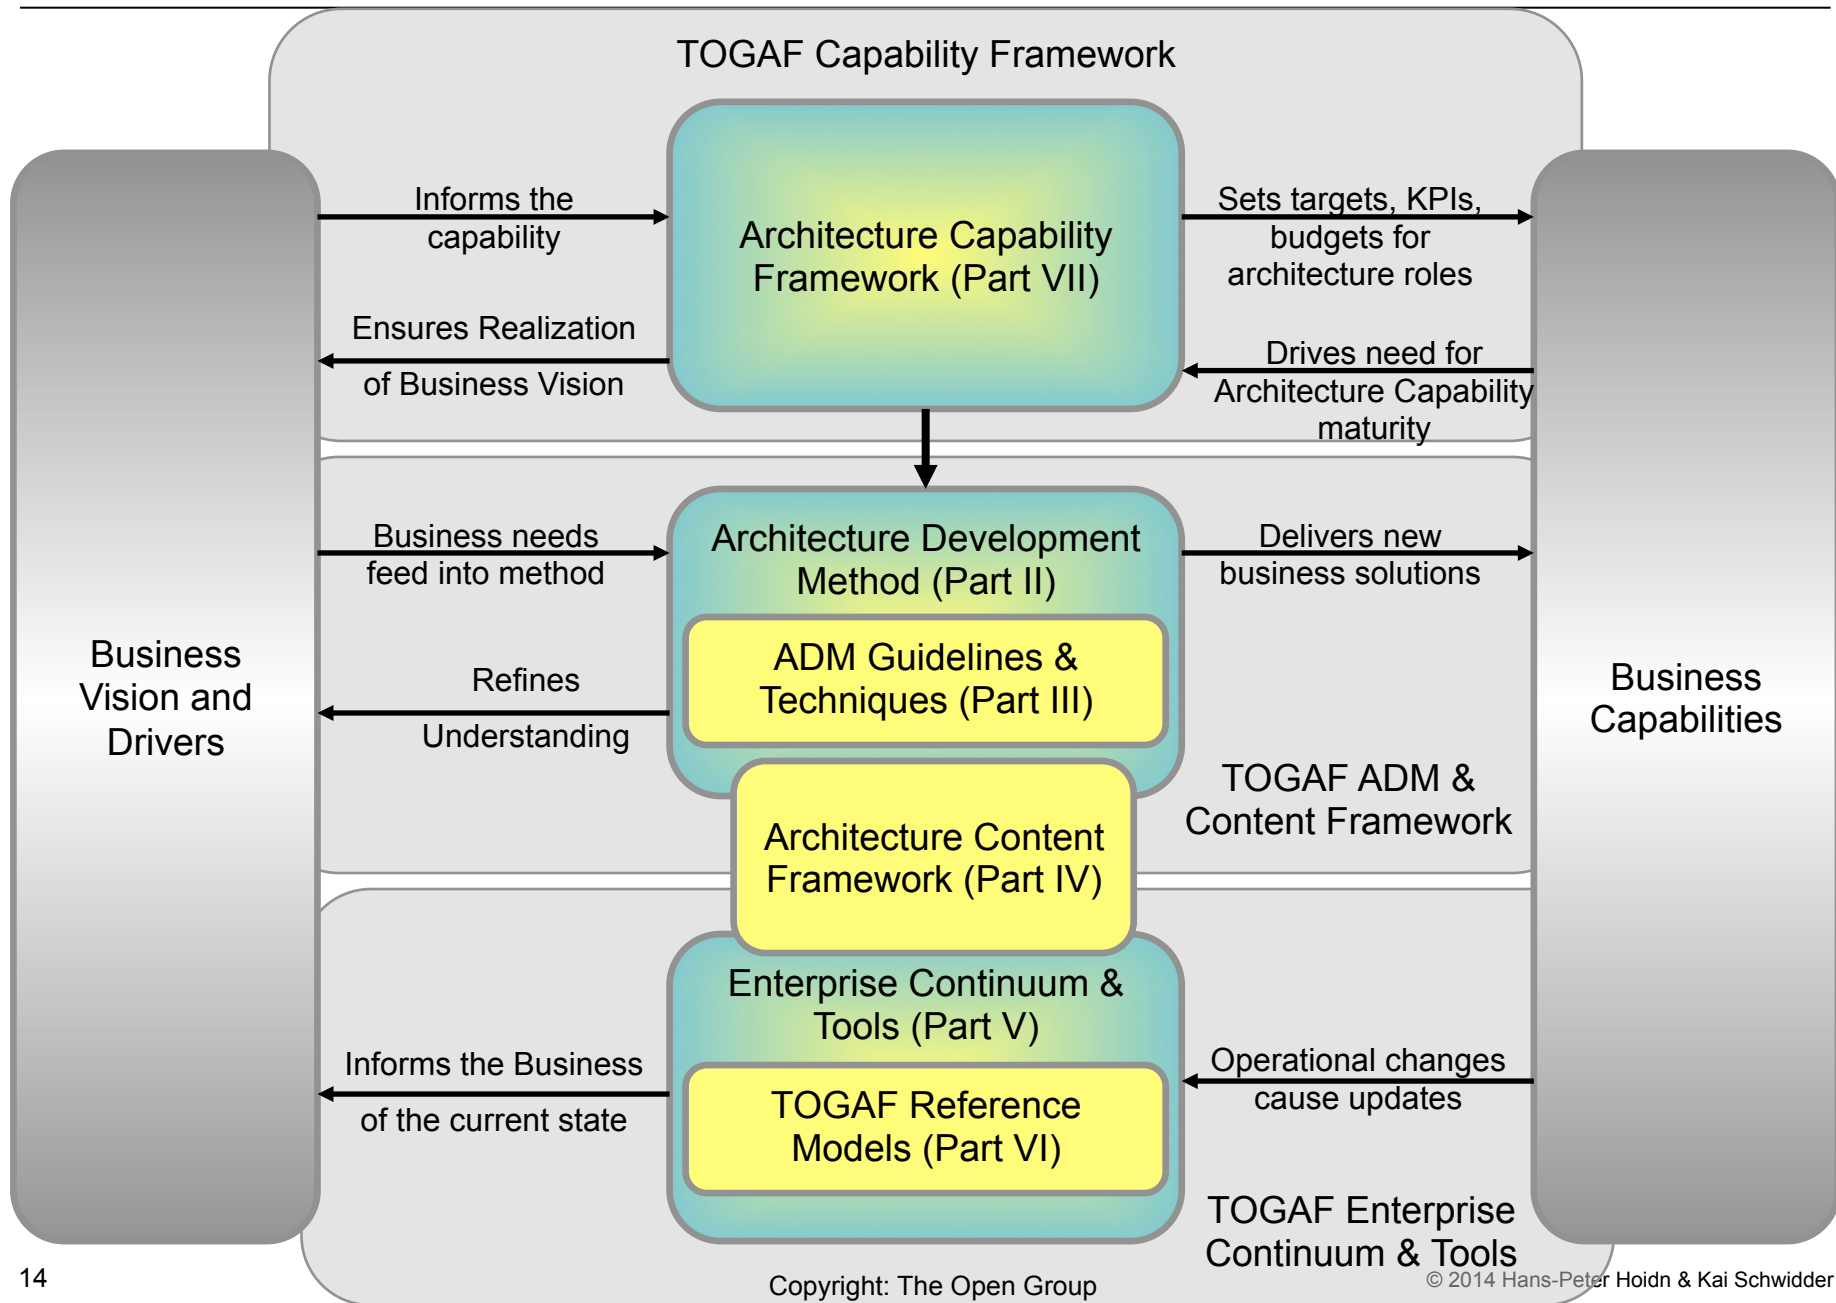 TOGAF Capability Framework
Informs the
capability
Ensures Realization
of Business Vision
Architecture Capability
Framework (Part VII)
Sets targets, KPIs,
budgets for
architecture roles
Drives need for
Architecture Capability
maturity
Business
Vision and
Drivers
Business needs
feed into method
Refines
Understanding
Architecture Development
Method (Part II)
ADM Guidelines &
Techniques (Part III)
Delivers new
business solutions
TOGAF ADM &
Content Framework
Business
Capabilities
Architecture Content
Framework (Part IV)
Enterprise Continuum &
Tools (Part V)
TOGAF Reference
Models (Part VI)
Informs the Business
of the current state
Operational changes
cause updates
TOGAF Enterprise
Continuum & Tools
14
Copyright: The Open Group
© 2014 Hans-Peter Hoidn & Kai Schwidder